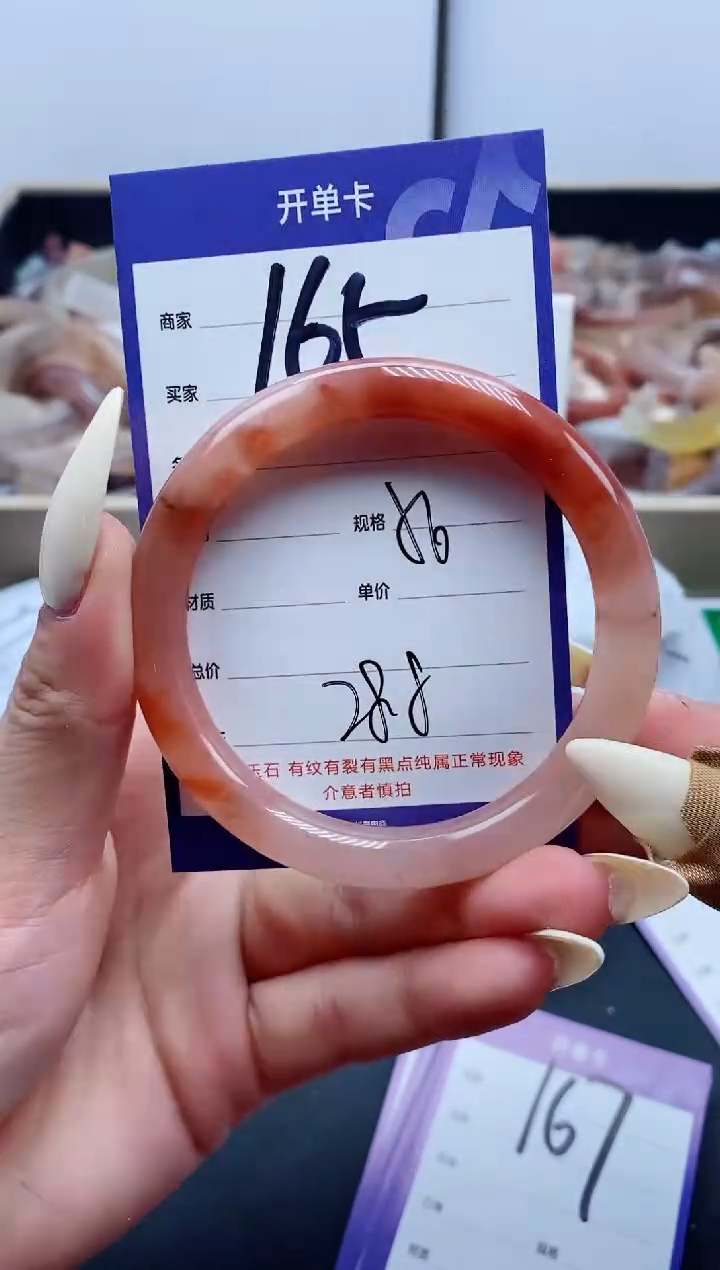 开单卡
商家 165
买家
规格 56
材质 单价
总价
288
玉石 有纹有裂有黑点纯属正常现象
介意者慎拍
167